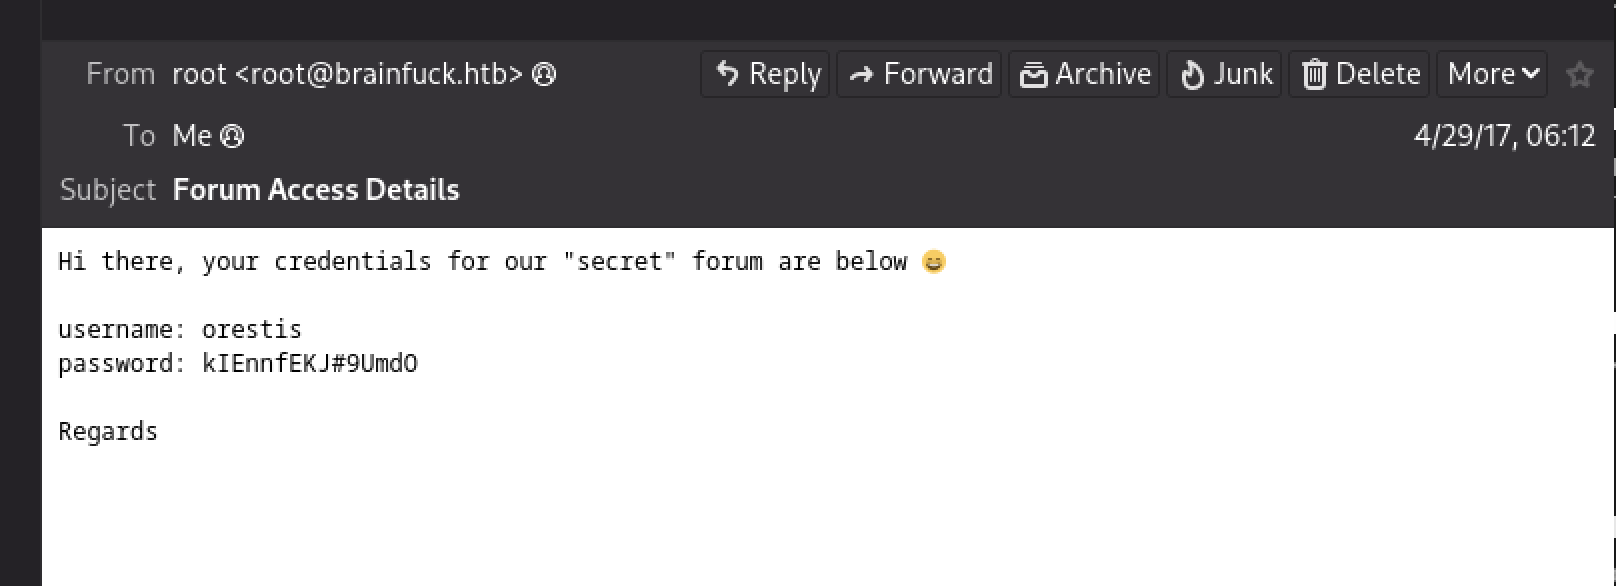 From root <root@brainfuck.htb> Reply Forward Archive Junk Delete More
To Me 4/29/17, 06:12
Subject Forum Access Details
Hi there, your credentials for our "secret" forum are below 😄
username: orestis
password: kIEnnfEKJ#9UmdO
Regards